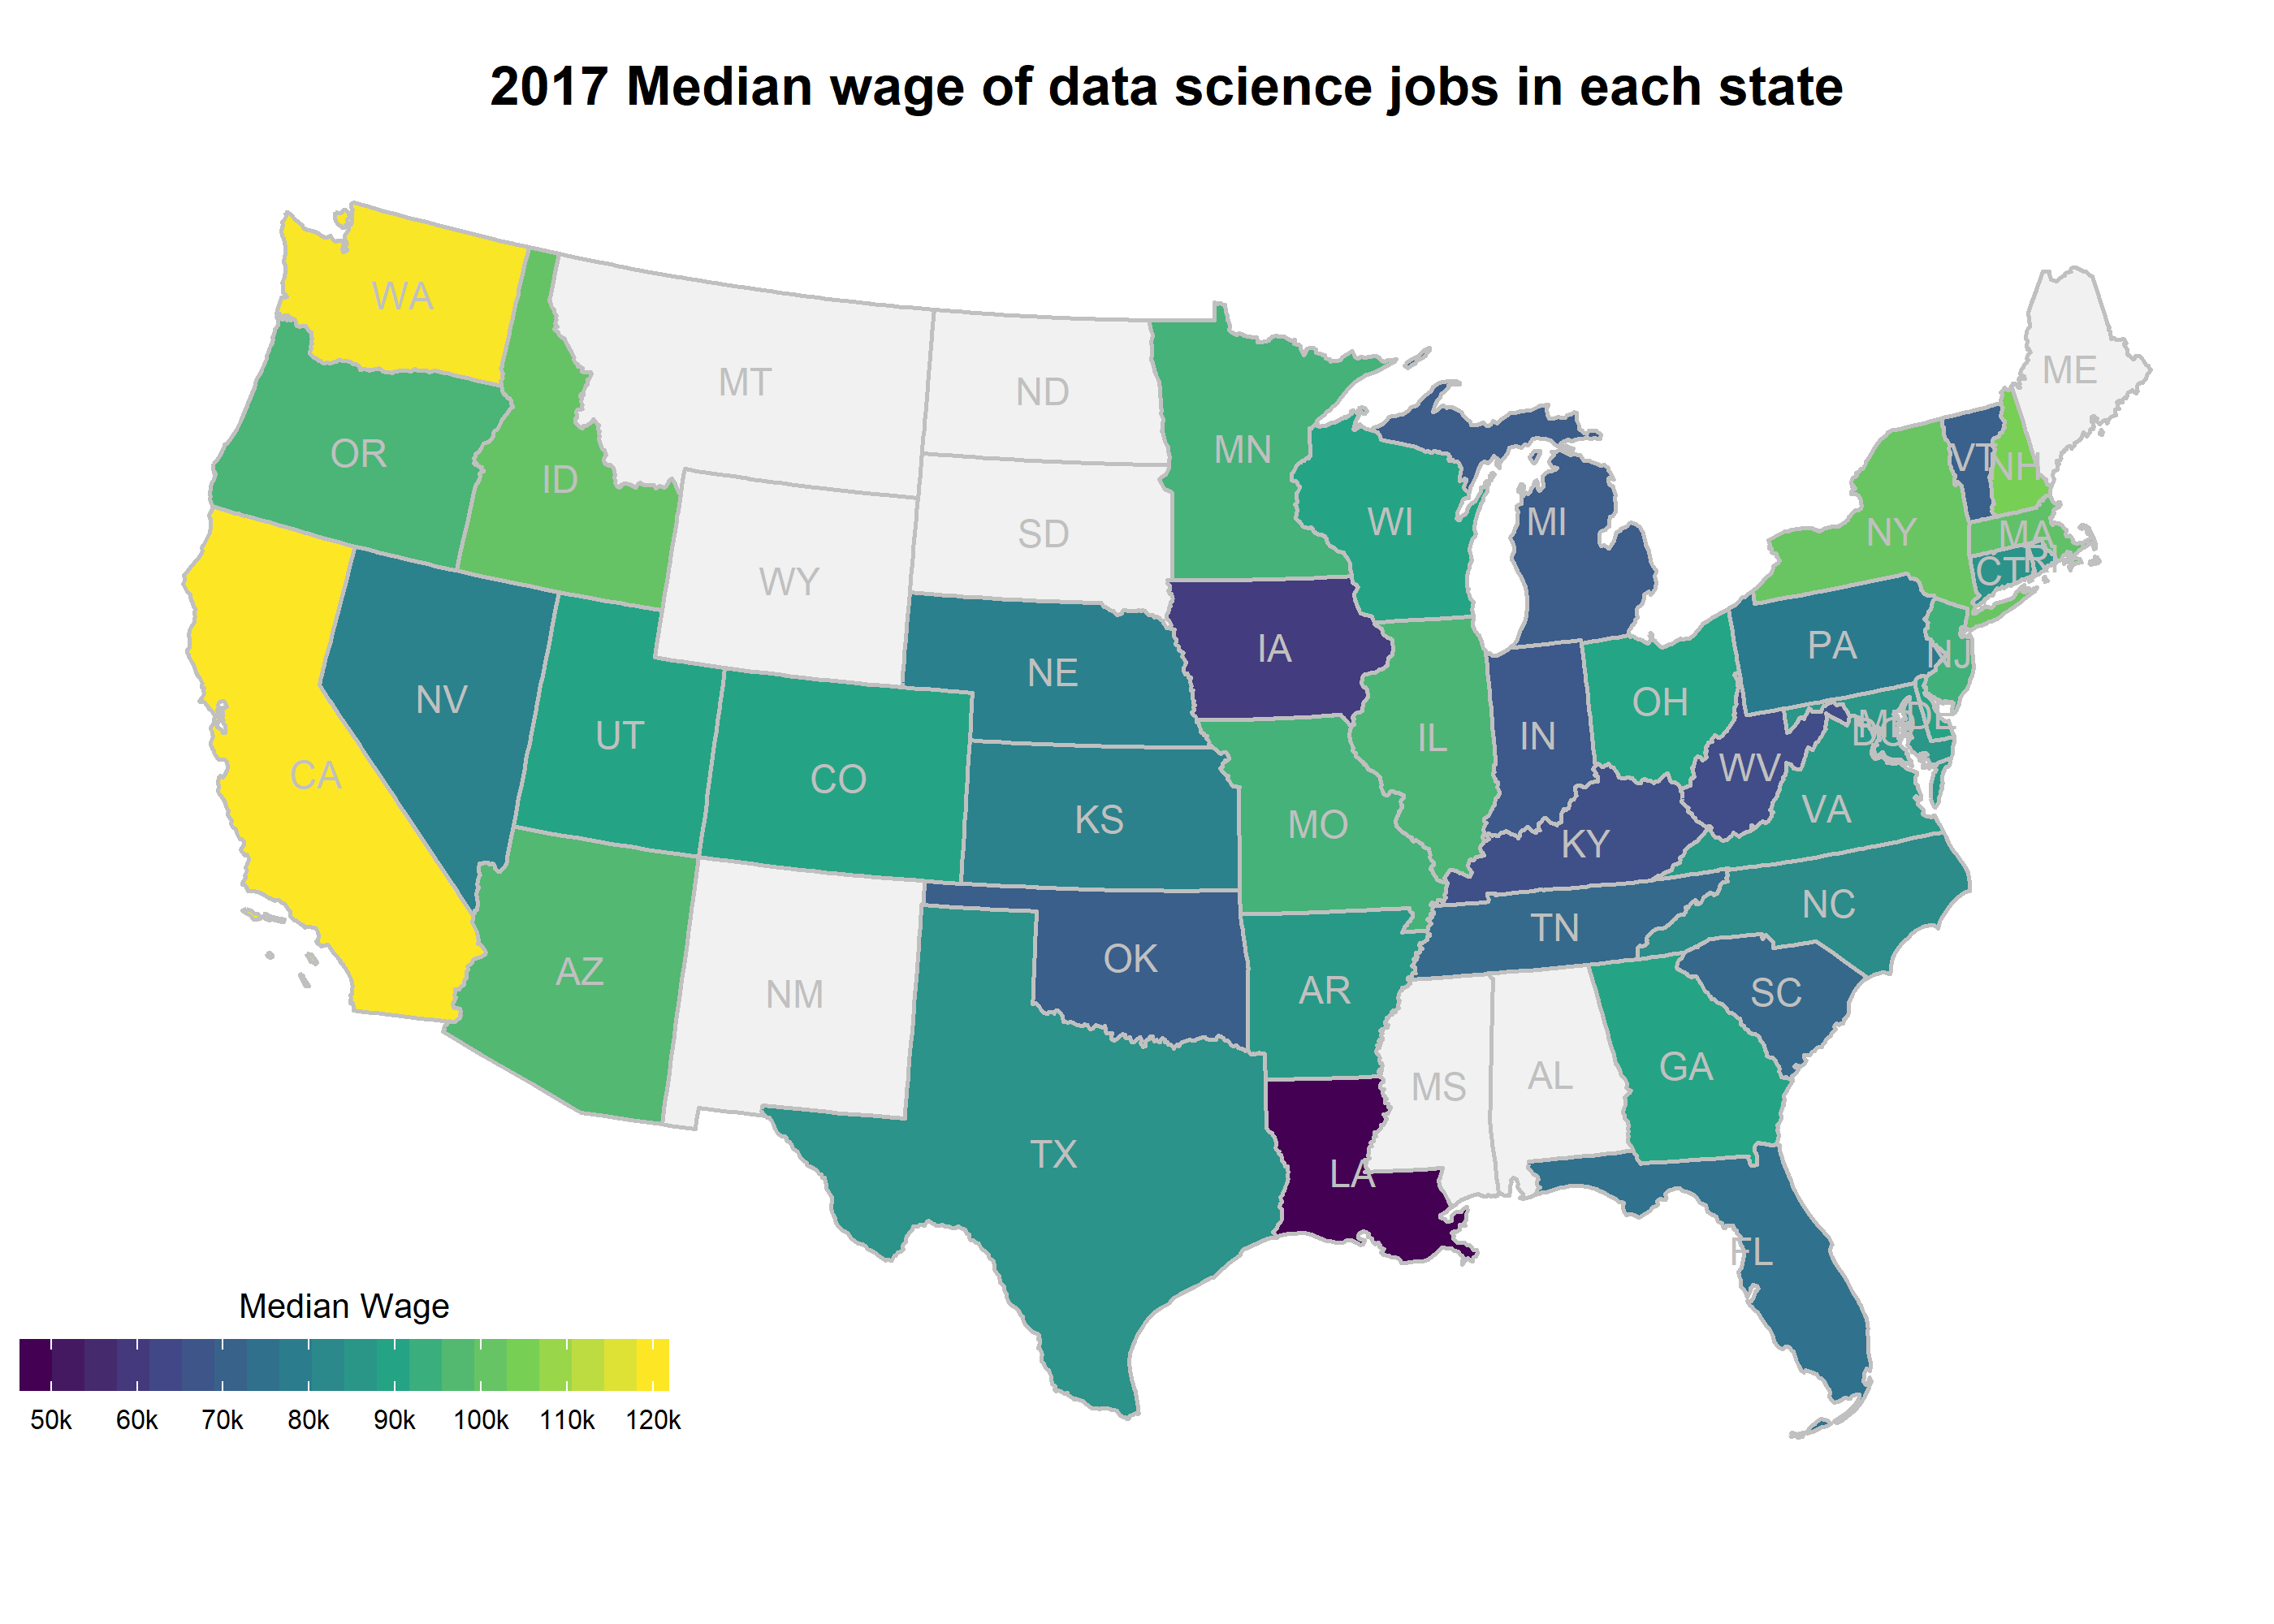 2017 Median wage of data science jobs in each state
WA
MT
ND
ME
OR
ID
MN
VT
NH
WI
MI
SD
NY
MA
RI
CT
WY
IA
PA
NJ
NE
NV
UT
OH
DE
MD
DC
IL
IN
CA
CO
WV
KS
MO
VA
KY
NC
TN
AZ
NM
OK
AR
SC
GA
AL
MS
TX
LA
FL
Median Wage
50k 60k 70k 80k 90k 100k 110k 120k